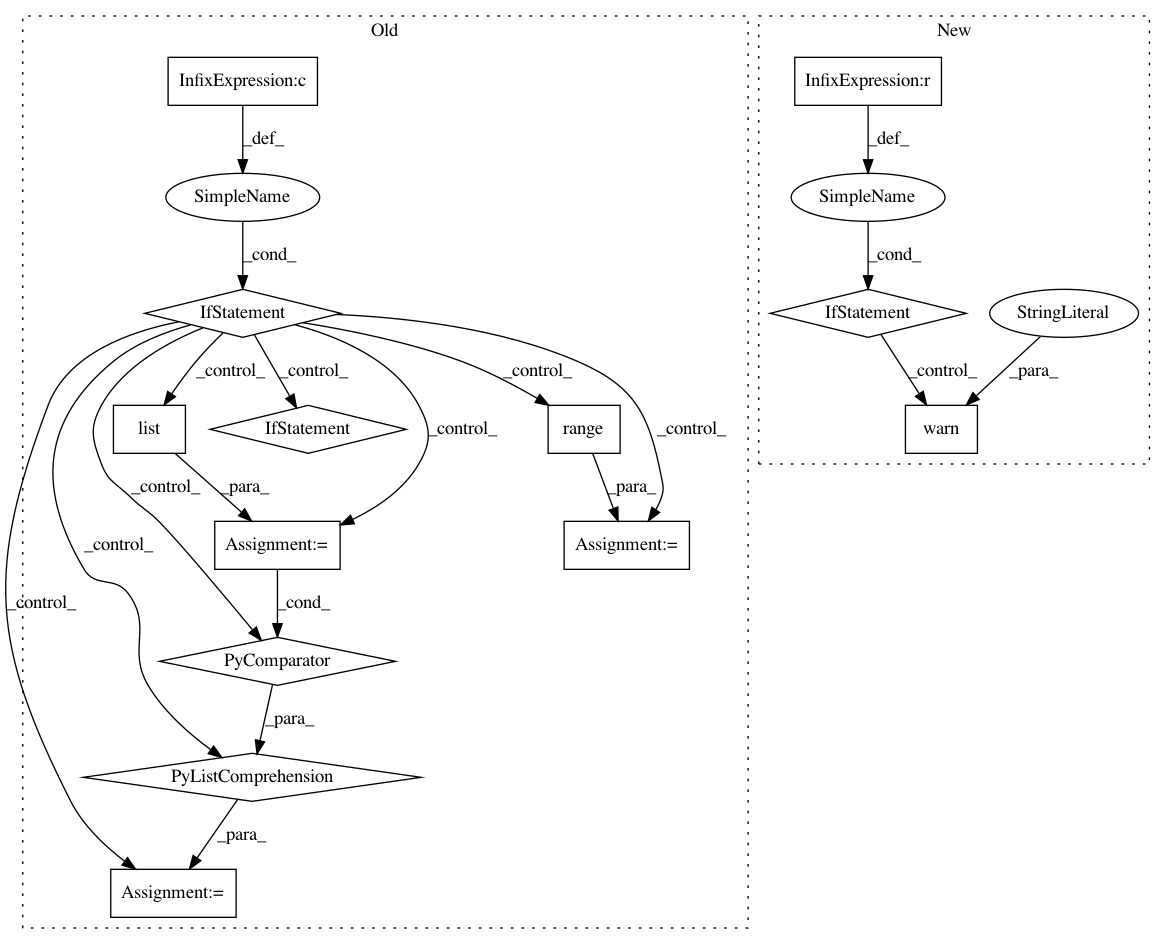 Old
New
InfixExpression:c
InfixExpression:r
_def_
_def_
SimpleName
SimpleName
_cond_
_cond_
IfStatement
IfStatement
StringLiteral
_control_
_control_
_control_
_control_
_para_
list
IfStatement
_control_
range
_control_
warn
_control_
_para_
_para_
_control_
Assignment:=
Assignment:=
_control_
_cond_
PyComparator
_para_
PyListComprehension
_para_
Assignment:=